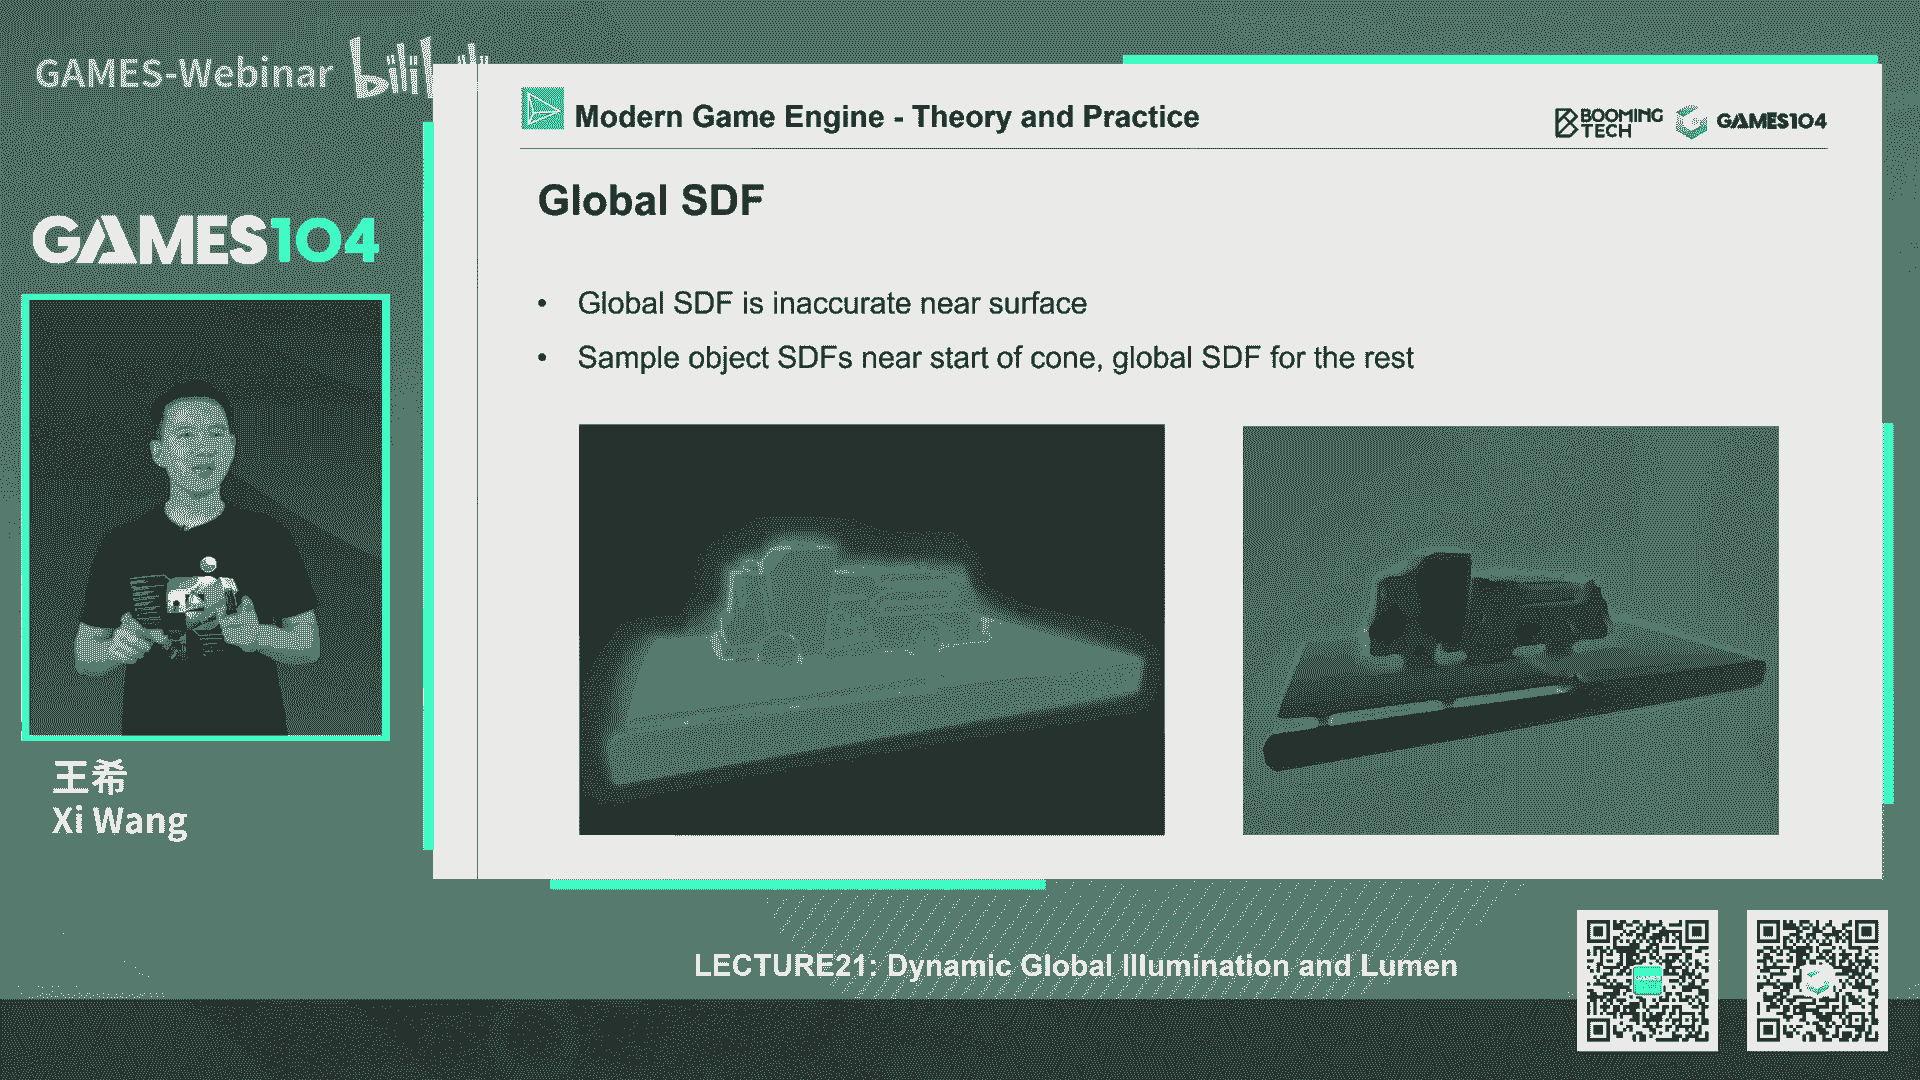 GAMES-Webinar
bilibili
Modern Game Engine - Theory and Practice
BOOMING
TECH
GAMES104
Global SDF
GAMES104
• Global SDF is inaccurate near surface
• Sample object SDFs near start of cone, global SDF for the rest
王希
Xi Wang
LECTURE21: Dynamic Global Illumination and Lumen